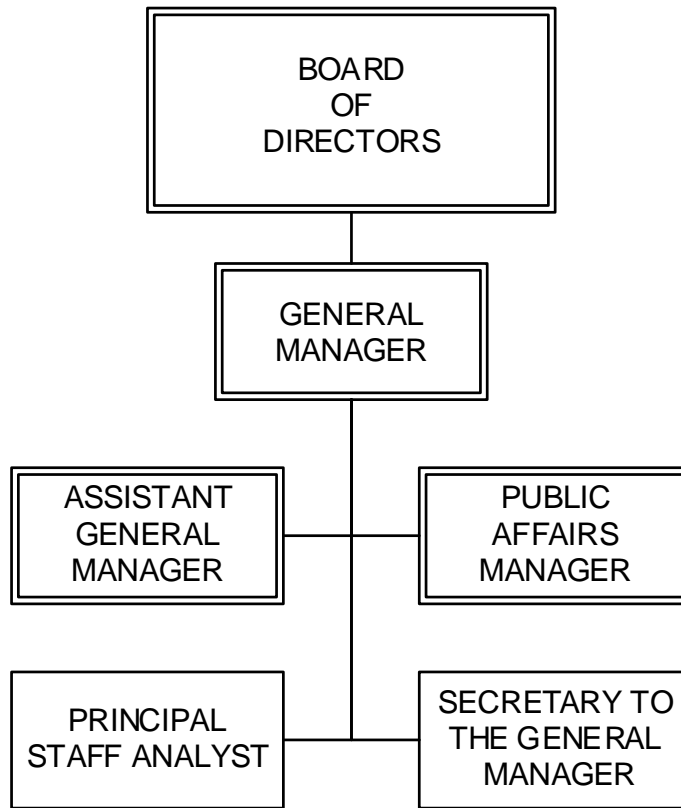 BOARD
OF
DIRECTORS
GENERAL
MANAGER
ASSISTANT
GENERAL
MANAGER
PUBLIC
AFFAIRS
MANAGER
PRINCIPAL
STAFF ANALYST
SECRETARY TO
THE GENERAL
MANAGER